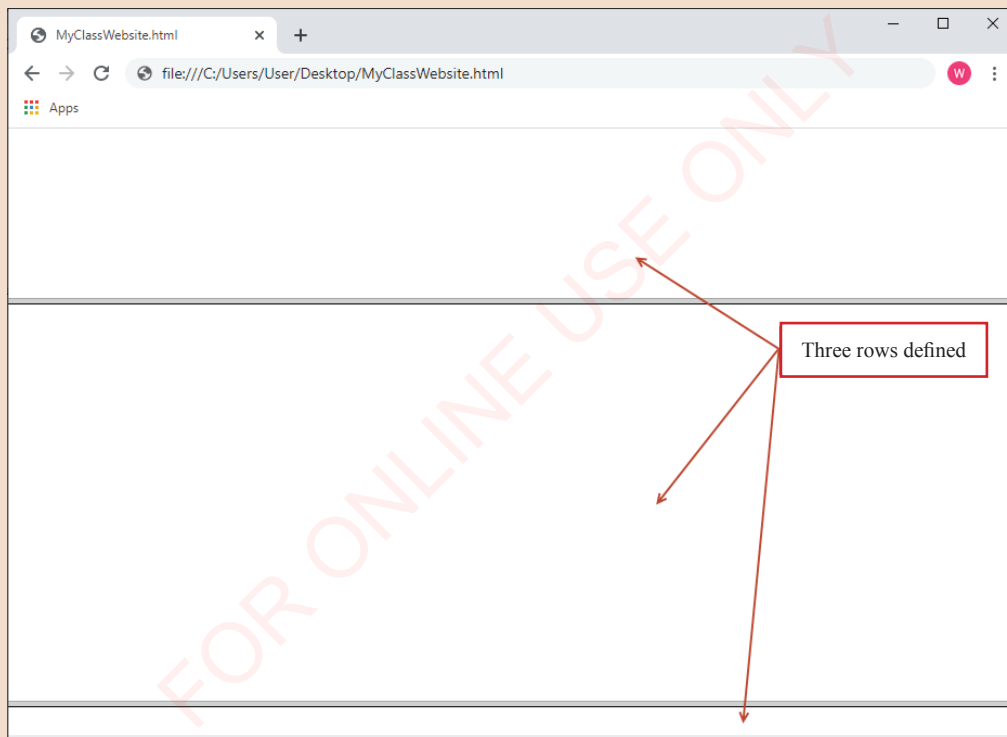 MyClassWebsite.html
file:///C:/Users/User/Desktop/MyClassWebsite.html
W
Apps
Three rows defined
FOR ONLINE USE ONLY